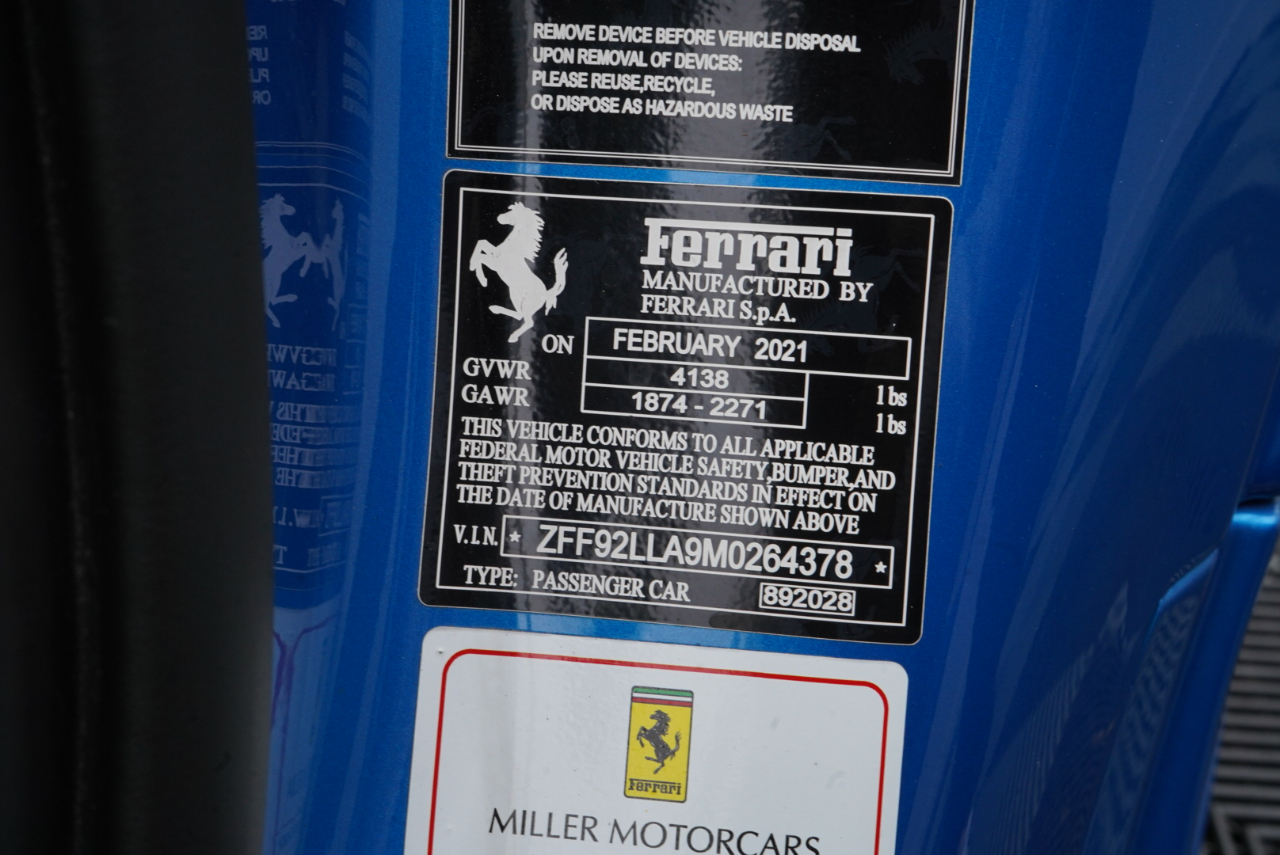 REMOVE DEVICE BEFORE VEHICLE DISPOSAL
UPON REMOVAL OF DEVICES:
PLEASE REUSE,RECYCLE,
OR DISPOSE AS HAZARDOUS WASTE
Ferrari
MANUFACTURED BY
FERRARI S.p.A.
ON FEBRUARY 2021
GVWR 4138 lbs
GAWR 1874 - 2271 lbs
THIS VEHICLE CONFORMS TO ALL APPLICABLE
FEDERAL MOTOR VEHICLE SAFETY,BUMPER,AND
THEFT PREVENTION STANDARDS IN EFFECT ON
THE DATE OF MANUFACTURE SHOWN ABOVE
V.I.N. * ZFF92LLA9M0264378 *
TYPE: PASSENGER CAR 892028
Ferrari
MILLER MOTORCARS